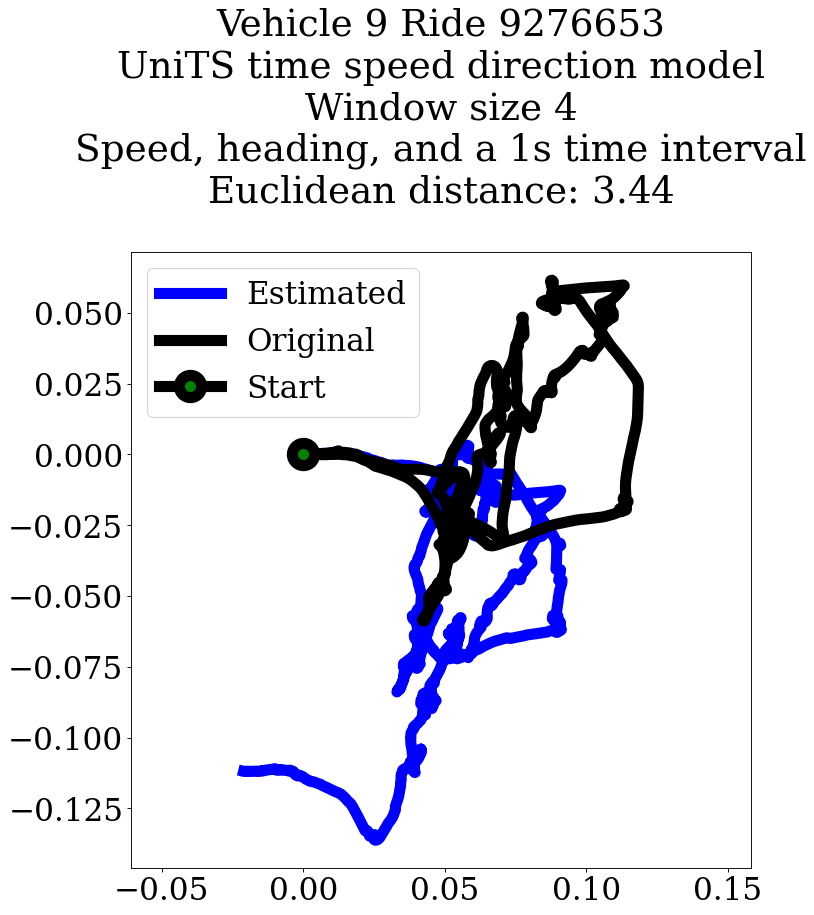 Vehicle 9 Ride 9276653
UniTS time speed direction model
Window size 4
Speed, heading, and a 1s time interval
Euclidean distance: 3.44
Estimated
Original
Start
0.050
0.025
0.000
−0.025
−0.050
−0.075
−0.100
−0.125
−0.05 0.00 0.05 0.10 0.15